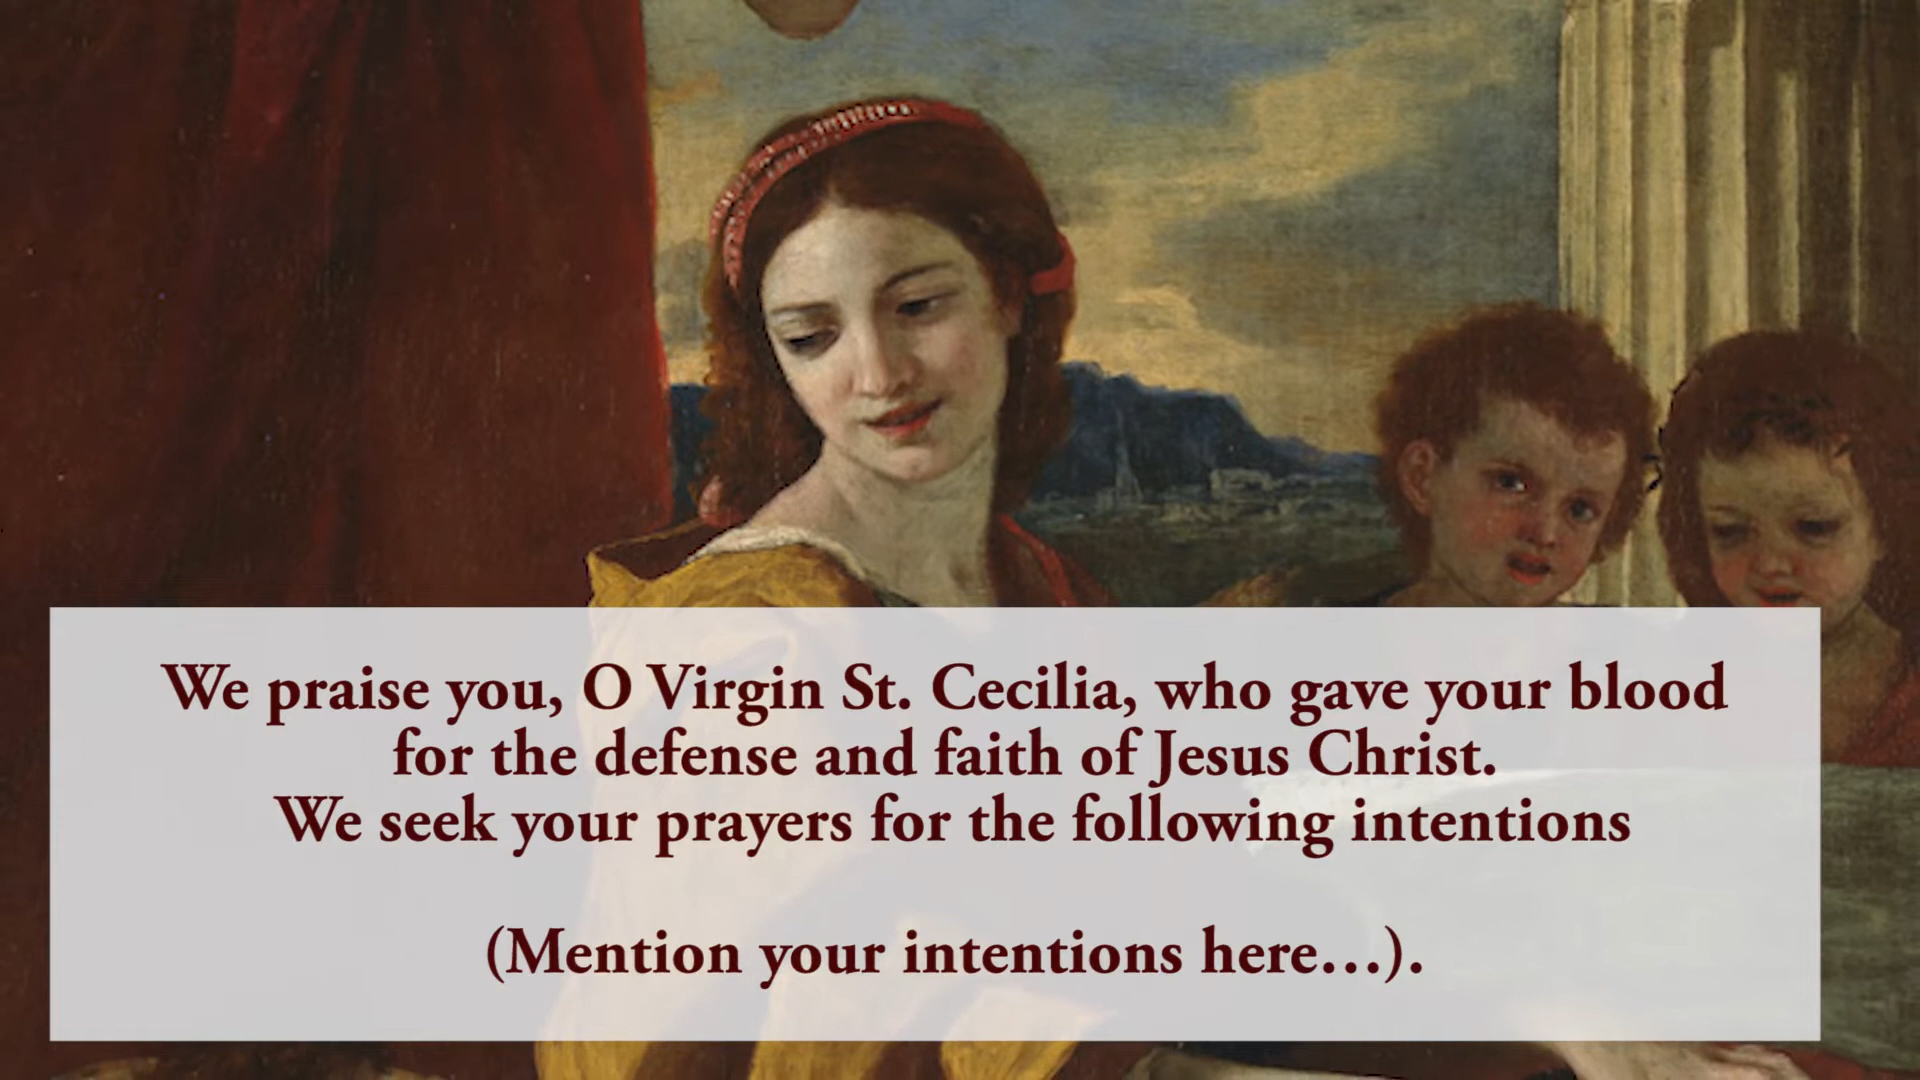 We praise you, O Virgin St. Cecilia, who gave your blood
for the defense and faith of Jesus Christ.
We seek your prayers for the following intentions
(Mention your intentions here…).